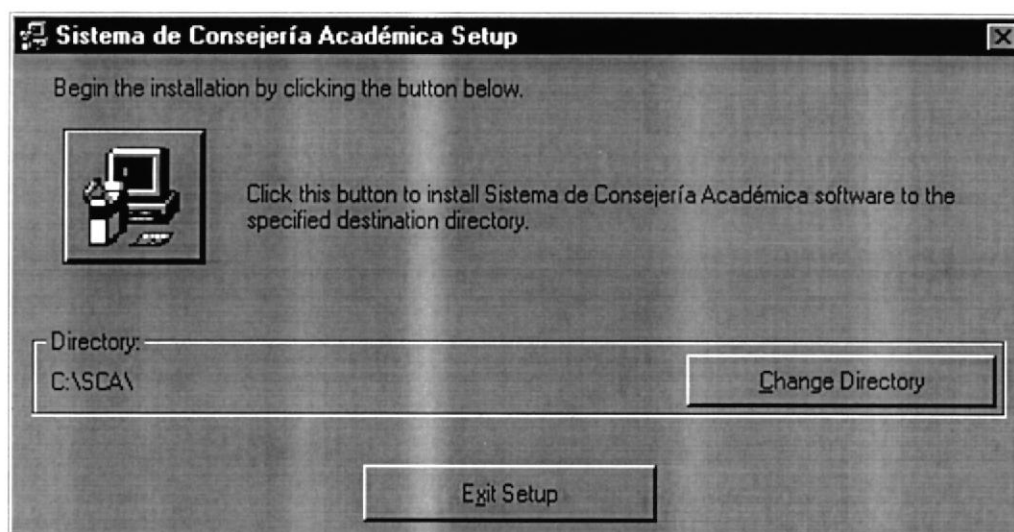 Sistema de Consejería Académica Setup
Begin the installation by clicking the button below.
Click this button to install Sistema de Consejería Académica software to the
specified destination directory.
Directory:
C:\SCA\
Change Directory
Exit Setup